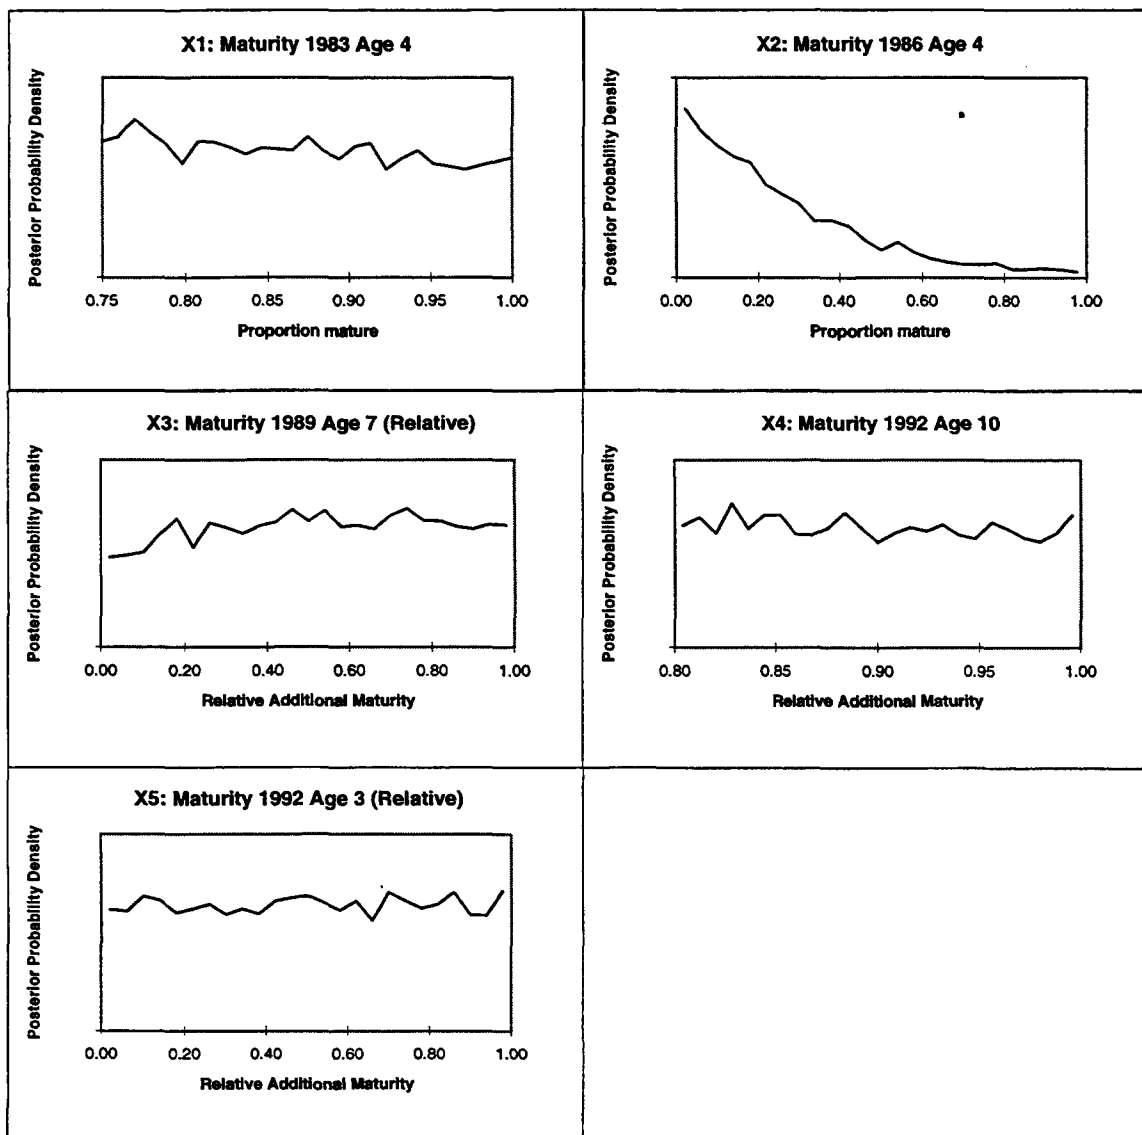 X1: Maturity 1983 Age 4
Posterior Probability Density
0.75 0.80 0.85 0.90 0.95 1.00
Proportion mature
X2: Maturity 1986 Age 4
Posterior Probability Density
0.00 0.20 0.40 0.60 0.80 1.00
Proportion mature
X3: Maturity 1989 Age 7 (Relative)
Posterior Probability Density
0.00 0.20 0.40 0.60 0.80 1.00
Relative Additional Maturity
X4: Maturity 1992 Age 10
Posterior Probability Density
0.80 0.85 0.90 0.95 1.00
Relative Additional Maturity
X5: Maturity 1992 Age 3 (Relative)
Posterior Probability Density
0.00 0.20 0.40 0.60 0.80 1.00
Relative Additional Maturity